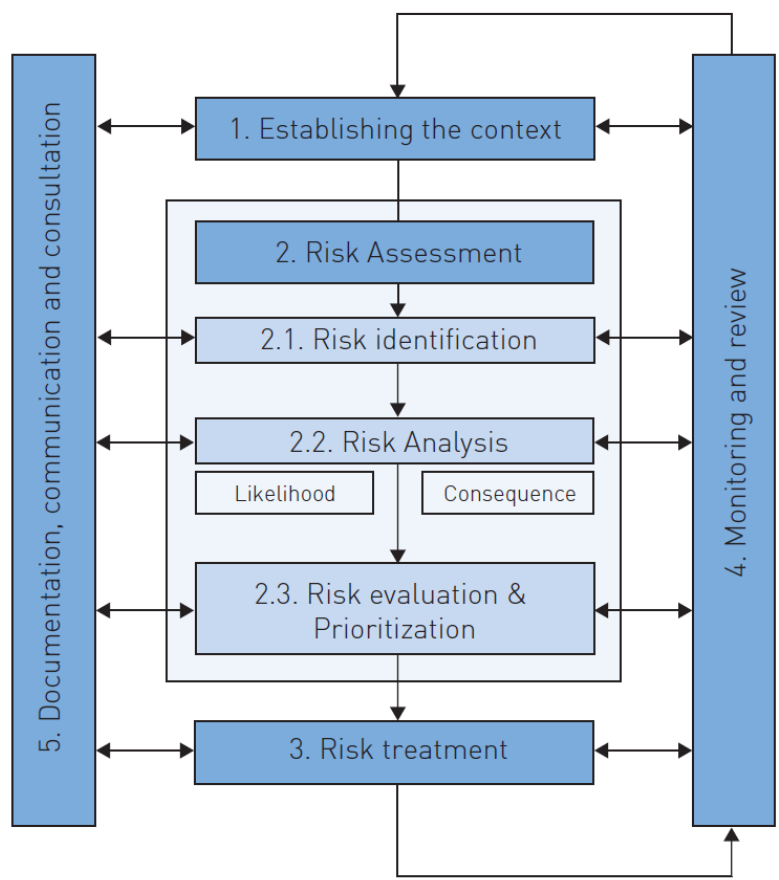 1. Establishing the context
2. Risk Assessment
2.1. Risk identification
2.2. Risk Analysis
Likelihood
Consequence
2.3. Risk evaluation &
Prioritization
3. Risk treatment
4. Monitoring and review
5. Documentation, communication and consultation